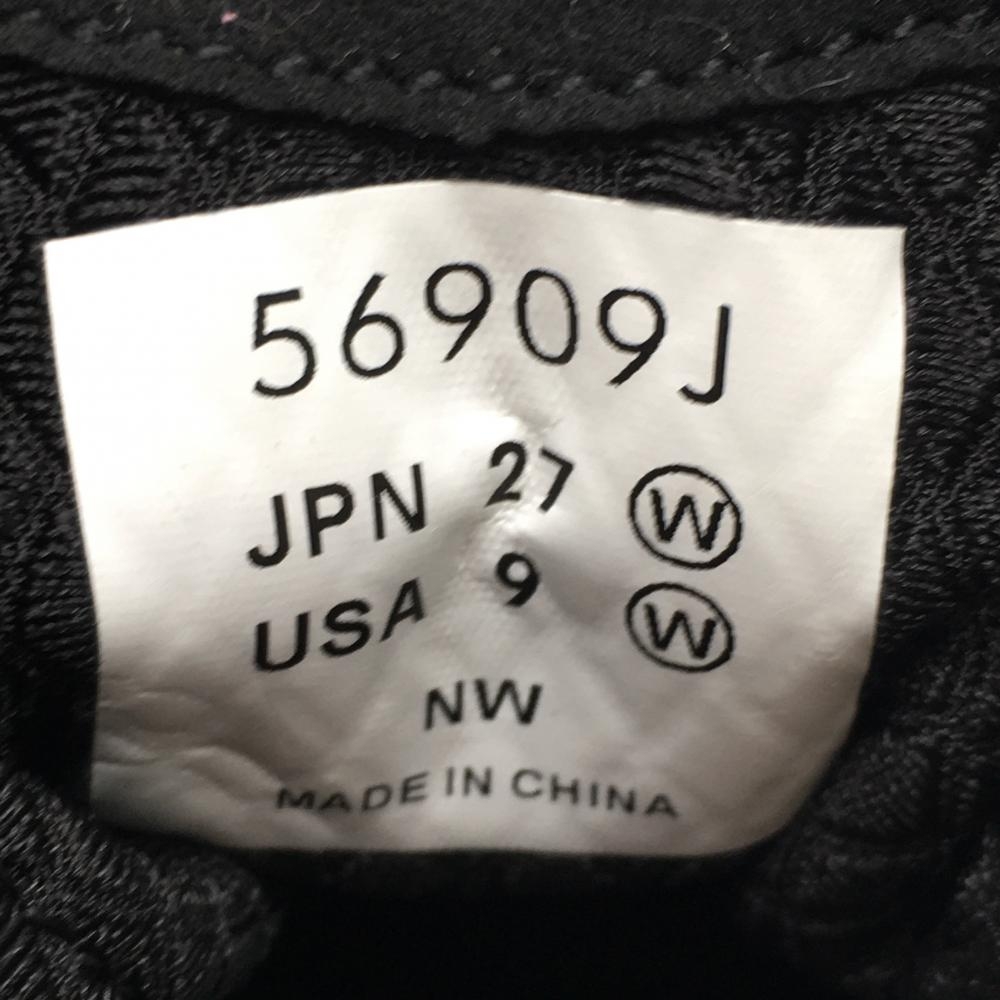 56909J
JPN 27 Ⓦ
USA 9 Ⓦ
NW
MADE IN CHINA